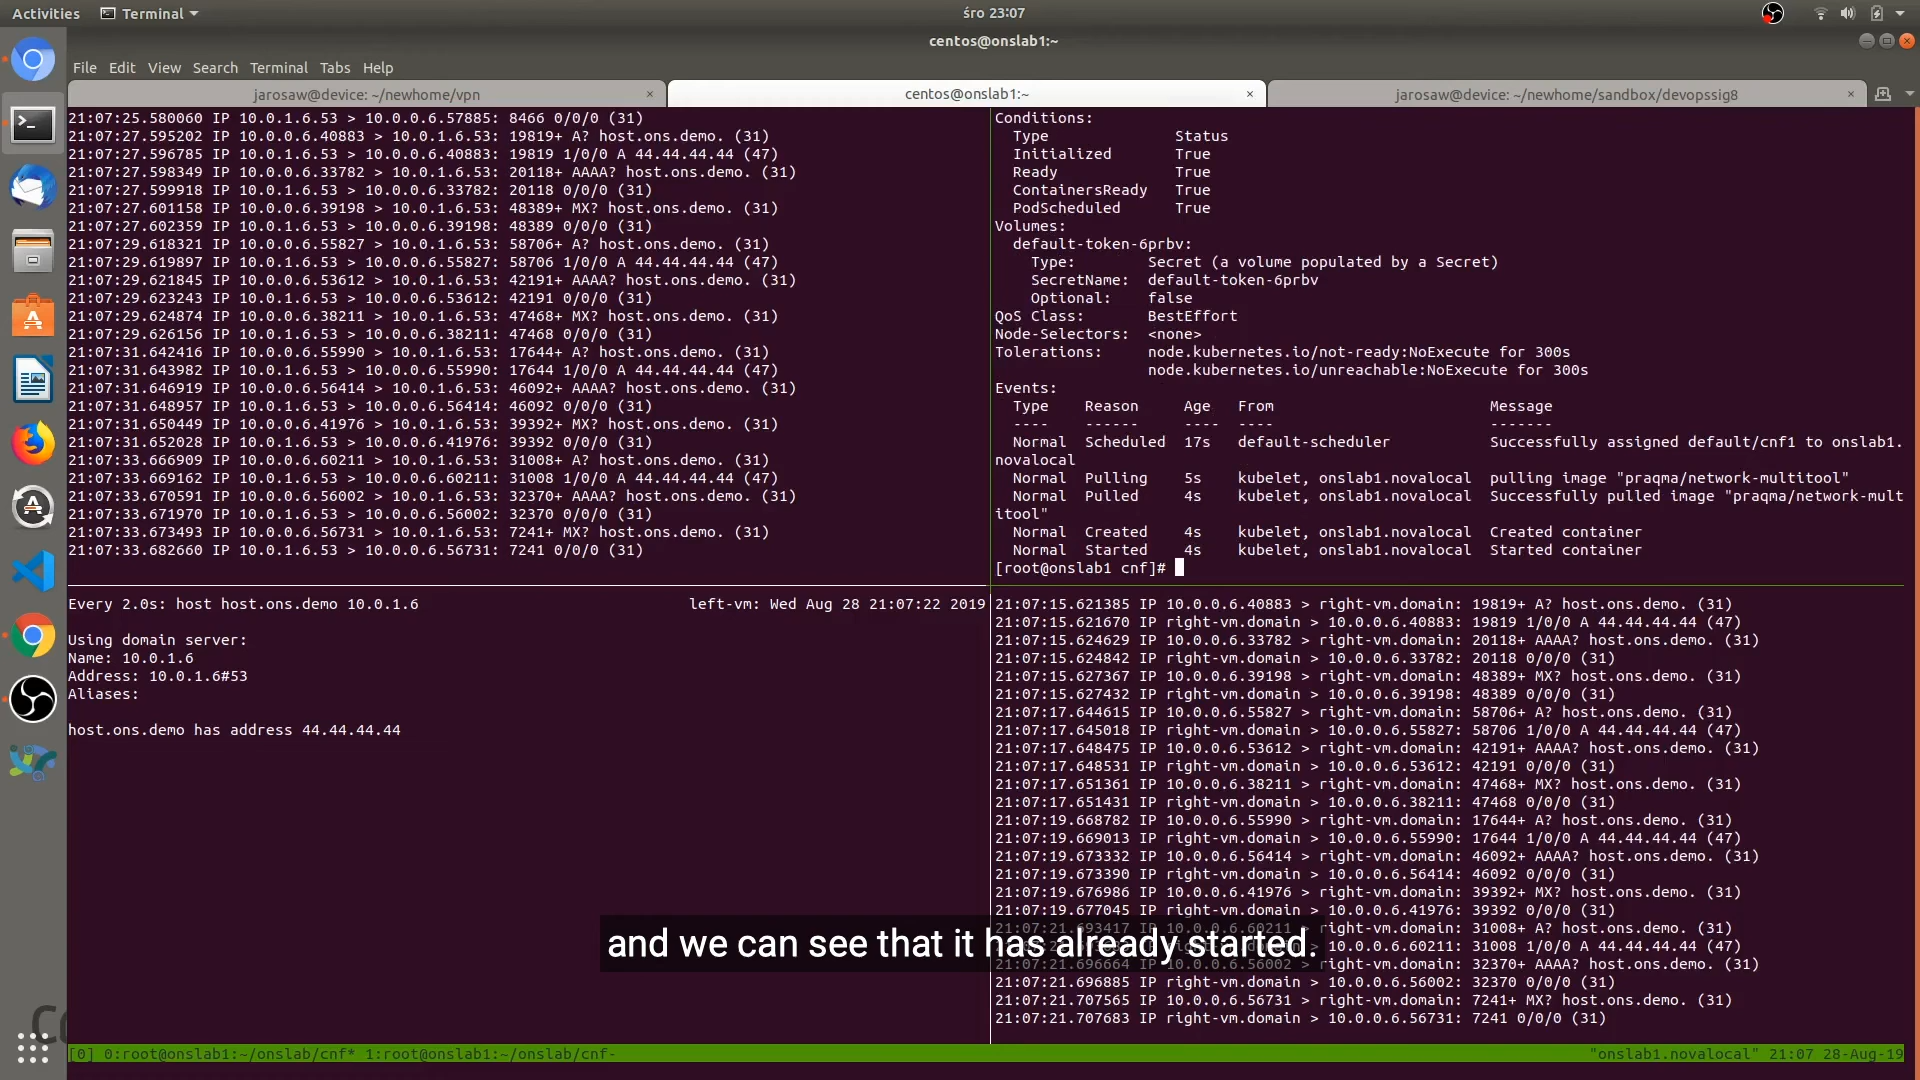 Activities
Terminal
śro 23:07
centos@onslab1:~
File Edit View Search Terminal Tabs Help
jarosaw@device: ~/newhome/vpn
centos@onslab1:~
jarosaw@device: ~/newhome/sandbox/devopssig8
21:07:25.580060 IP 10.0.1.6.53 > 10.0.0.6.57885: 8466 0/0/0 (31)
21:07:27.595202 IP 10.0.0.6.40883 > 10.0.1.6.53: 19819+ A? host.ons.demo. (31)
21:07:27.596785 IP 10.0.1.6.53 > 10.0.0.6.40883: 19819 1/0/0 A 44.44.44.44 (47)
21:07:27.598349 IP 10.0.0.6.33782 > 10.0.1.6.53: 20118+ AAAA? host.ons.demo. (31)
21:07:27.599918 IP 10.0.1.6.53 > 10.0.0.6.33782: 20118 0/0/0 (31)
21:07:27.601158 IP 10.0.0.6.39198 > 10.0.1.6.53: 48389+ MX? host.ons.demo. (31)
21:07:27.602359 IP 10.0.1.6.53 > 10.0.0.6.39198: 48389 0/0/0 (31)
21:07:29.618321 IP 10.0.0.6.55827 > 10.0.1.6.53: 58706+ A? host.ons.demo. (31)
21:07:29.619897 IP 10.0.1.6.53 > 10.0.0.6.55827: 58706 1/0/0 A 44.44.44.44 (47)
21:07:29.621845 IP 10.0.0.6.53612 > 10.0.1.6.53: 42191+ AAAA? host.ons.demo. (31)
21:07:29.623243 IP 10.0.1.6.53 > 10.0.0.6.53612: 42191 0/0/0 (31)
21:07:29.624874 IP 10.0.0.6.38211 > 10.0.1.6.53: 47468+ MX? host.ons.demo. (31)
21:07:29.626156 IP 10.0.1.6.53 > 10.0.0.6.38211: 47468 0/0/0 (31)
21:07:31.642416 IP 10.0.0.6.55990 > 10.0.1.6.53: 17644+ A? host.ons.demo. (31)
21:07:31.643982 IP 10.0.1.6.53 > 10.0.0.6.55990: 17644 1/0/0 A 44.44.44.44 (47)
21:07:31.646919 IP 10.0.0.6.56414 > 10.0.1.6.53: 46092+ AAAA? host.ons.demo. (31)
21:07:31.648957 IP 10.0.1.6.53 > 10.0.0.6.56414: 46092 0/0/0 (31)
21:07:31.650449 IP 10.0.0.6.41976 > 10.0.1.6.53: 39392+ MX? host.ons.demo. (31)
21:07:31.652028 IP 10.0.1.6.53 > 10.0.0.6.41976: 39392 0/0/0 (31)
21:07:33.666909 IP 10.0.0.6.60211 > 10.0.1.6.53: 31008+ A? host.ons.demo. (31)
21:07:33.669162 IP 10.0.1.6.53 > 10.0.0.6.60211: 31008 1/0/0 A 44.44.44.44 (47)
21:07:33.670591 IP 10.0.0.6.56002 > 10.0.1.6.53: 32370+ AAAA? host.ons.demo. (31)
21:07:33.671970 IP 10.0.1.6.53 > 10.0.0.6.56002: 32370 0/0/0 (31)
21:07:33.673493 IP 10.0.0.6.56731 > 10.0.1.6.53: 7241+ MX? host.ons.demo. (31)
21:07:33.682660 IP 10.0.1.6.53 > 10.0.0.6.56731: 7241 0/0/0 (31)
Conditions:
Type Status
Initialized True
Ready True
ContainersReady True
PodScheduled True
Volumes:
default-token-6prbv:
Type: Secret (a volume populated by a Secret)
SecretName: default-token-6prbv
Optional: false
QoS Class: BestEffort
Node-Selectors: <none>
Tolerations: node.kubernetes.io/not-ready:NoExecute for 300s
node.kubernetes.io/unreachable:NoExecute for 300s
Events:
Type Reason Age From Message
---- ------ ---- ---- -------
Normal Scheduled 17s default-scheduler Successfully assigned default/cnf1 to onslab1.
novalocal
Normal Pulling 5s kubelet, onslab1.novalocal pulling image "praqma/network-multitool"
Normal Pulled 4s kubelet, onslab1.novalocal Successfully pulled image "praqma/network-mult
itool"
Normal Created 4s kubelet, onslab1.novalocal Created container
Normal Started 4s kubelet, onslab1.novalocal Started container
[root@onslab1 cnf]#
Every 2.0s: host host.ons.demo 10.0.1.6 left-vm: Wed Aug 28 21:07:22 2019
Using domain server:
Name: 10.0.1.6
Address: 10.0.1.6#53
Aliases:
host.ons.demo has address 44.44.44.44
21:07:15.621385 IP 10.0.0.6.40883 > right-vm.domain: 19819+ A? host.ons.demo. (31)
21:07:15.621670 IP right-vm.domain > 10.0.0.6.40883: 19819 1/0/0 A 44.44.44.44 (47)
21:07:15.624629 IP 10.0.0.6.33782 > right-vm.domain: 20118+ AAAA? host.ons.demo. (31)
21:07:15.624842 IP right-vm.domain > 10.0.0.6.33782: 20118 0/0/0 (31)
21:07:15.627367 IP 10.0.0.6.39198 > right-vm.domain: 48389+ MX? host.ons.demo. (31)
21:07:15.627432 IP right-vm.domain > 10.0.0.6.39198: 48389 0/0/0 (31)
21:07:17.644615 IP 10.0.0.6.55827 > right-vm.domain: 58706+ A? host.ons.demo. (31)
21:07:17.645018 IP right-vm.domain > 10.0.0.6.55827: 58706 1/0/0 A 44.44.44.44 (47)
21:07:17.648475 IP 10.0.0.6.53612 > right-vm.domain: 42191+ AAAA? host.ons.demo. (31)
21:07:17.648531 IP right-vm.domain > 10.0.0.6.53612: 42191 0/0/0 (31)
21:07:17.651361 IP 10.0.0.6.38211 > right-vm.domain: 47468+ MX? host.ons.demo. (31)
21:07:17.651431 IP right-vm.domain > 10.0.0.6.38211: 47468 0/0/0 (31)
21:07:19.668782 IP 10.0.0.6.55990 > right-vm.domain: 17644+ A? host.ons.demo. (31)
21:07:19.669013 IP right-vm.domain > 10.0.0.6.55990: 17644 1/0/0 A 44.44.44.44 (47)
21:07:19.673332 IP 10.0.0.6.56414 > right-vm.domain: 46092+ AAAA? host.ons.demo. (31)
21:07:19.673390 IP right-vm.domain > 10.0.0.6.56414: 46092 0/0/0 (31)
21:07:19.676986 IP 10.0.0.6.41976 > right-vm.domain: 39392+ MX? host.ons.demo. (31)
21:07:19.677045 IP right-vm.domain > 10.0.0.6.41976: 39392 0/0/0 (31)
21:07:21.693417 IP 10.0.0.6.60211 > right-vm.domain: 31008+ A? host.ons.demo. (31)
10.0.0.6.60211: 31008 1/0/0 A 44.44.44.44 (47)
21:07:21.696664 IP 10.0.0.6.56002 > right-vm.domain: 32370+ AAAA? host.ons.demo. (31)
21:07:21.696885 IP right-vm.domain > 10.0.0.6.56002: 32370 0/0/0 (31)
21:07:21.707565 IP 10.0.0.6.56731 > right-vm.domain: 7241+ MX? host.ons.demo. (31)
21:07:21.707683 IP right-vm.domain > 10.0.0.6.56731: 7241 0/0/0 (31)
and we can see that it has already started.
[0] 0:root@onslab1:~/onslab/cnf* 1:root@onslab1:~/onslab/cnf- "onslab1.novalocal" 21:07 28-Aug-19